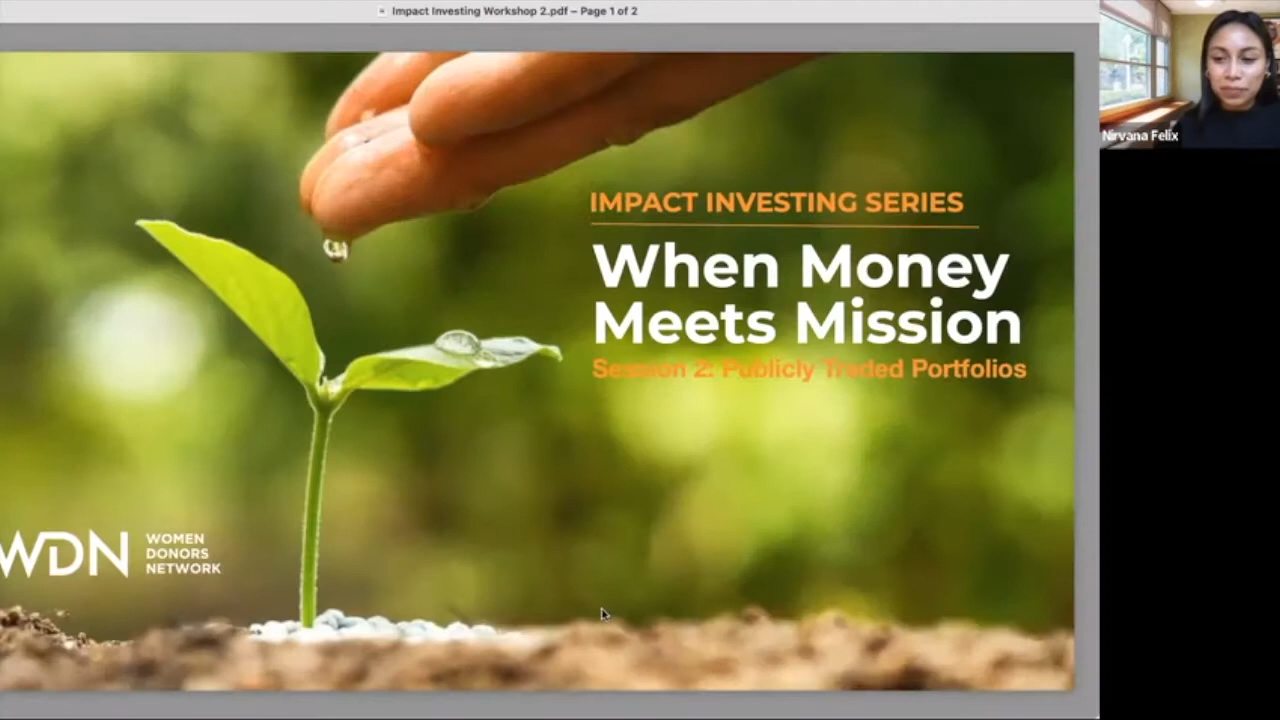 Impact Investing Workshop 2.pdf – Page 1 of 2
Nirvana Felix
IMPACT INVESTING SERIES
When Money
Meets Mission
Session 2: Publicly Traded Portfolios
WDN
WOMEN
DONORS
NETWORK